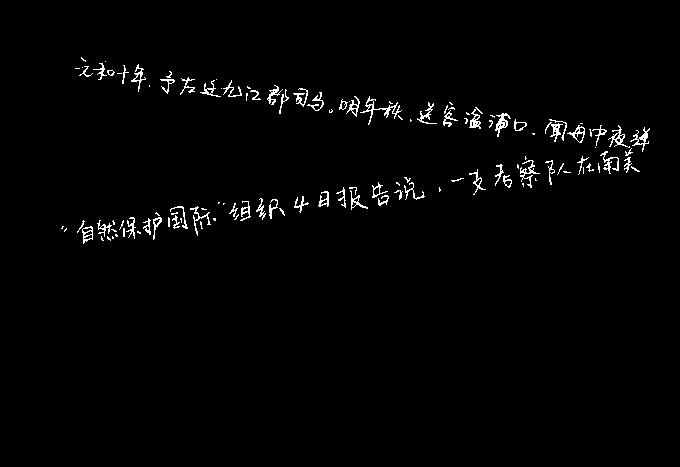 元和十年,予左迁九江郡司马。明年秋,送客湓浦口,闻舟中夜弹
“自然保护国际”组织4日报告说,一支考察队在南美